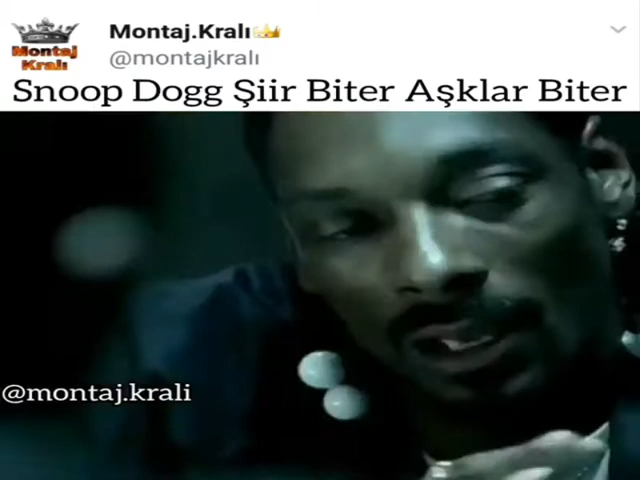 Montaj.Kralı
@montajkralı
Montaj
Kralı
Snoop Dogg Şiir Biter Aşklar Biter
@montaj.krali